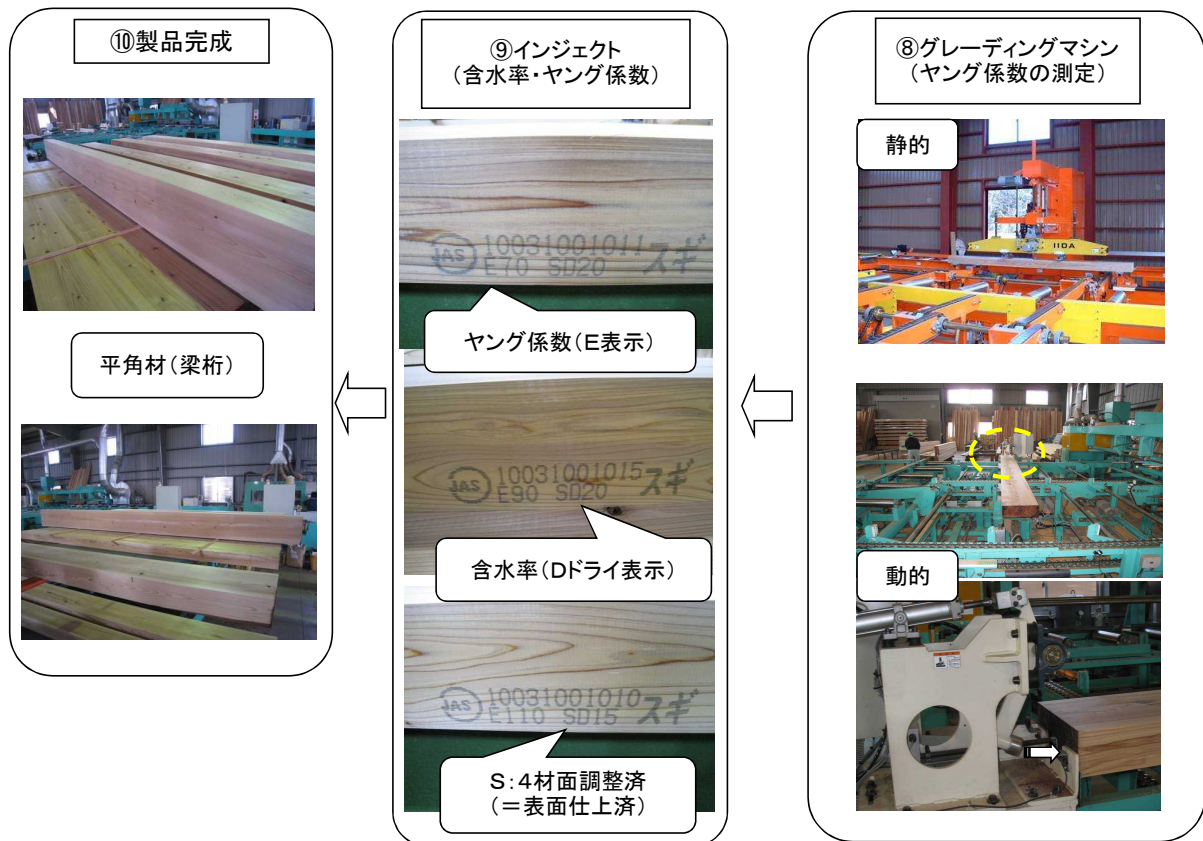 ⑩製品完成
平角材(梁桁)
⑨インジェクト
(含水率・ヤング係数)
JAS 10031001011
E70 SD20 スギ
ヤング係数(E表示)
JAS 10031001015
E90 SD20 スギ
含水率(Dドライ表示)
JAS 10031001010
E110 SD15 スギ
S:4材面調整済
(=表面仕上済)
⑧グレーディングマシン
(ヤング係数の測定)
静的
IIDA
動的